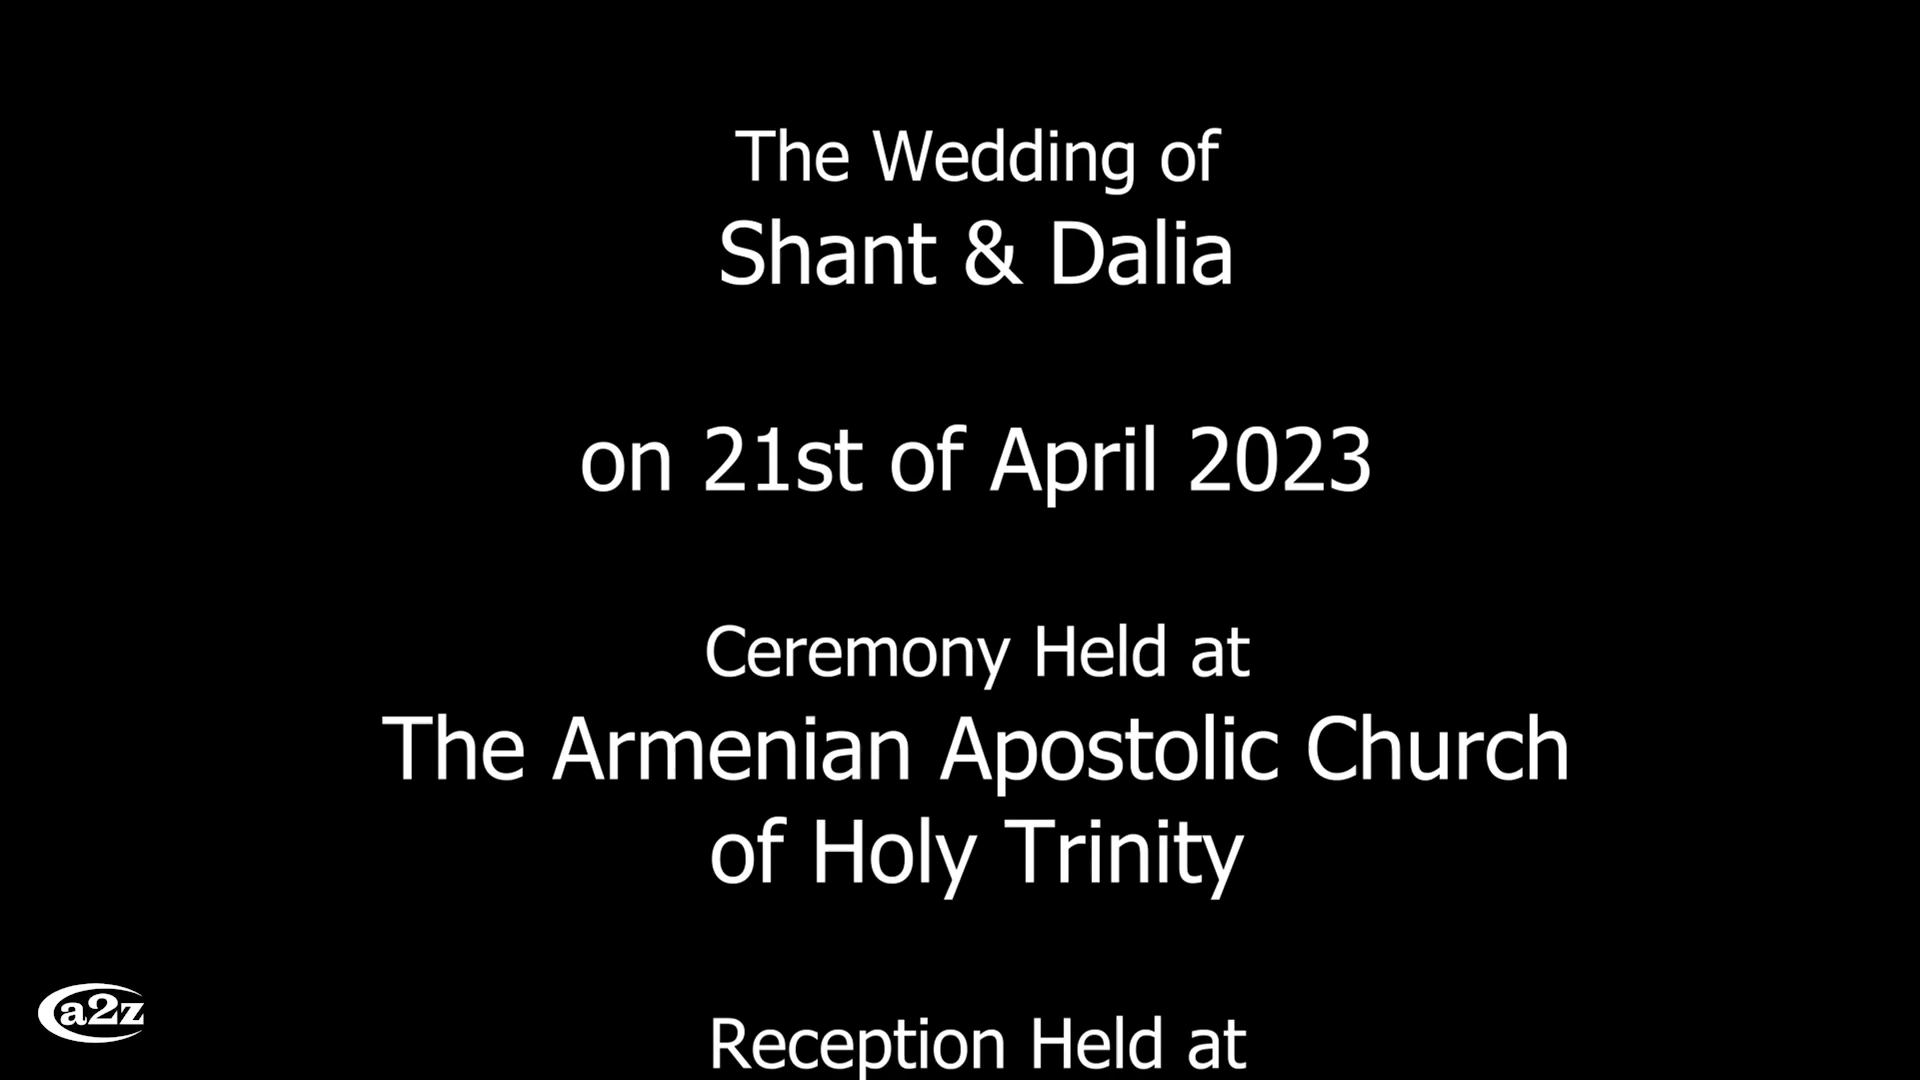 The Wedding of
Shant & Dalia
on 21st of April 2023
Ceremony Held at
The Armenian Apostolic Church
of Holy Trinity
Reception Held at
a2z